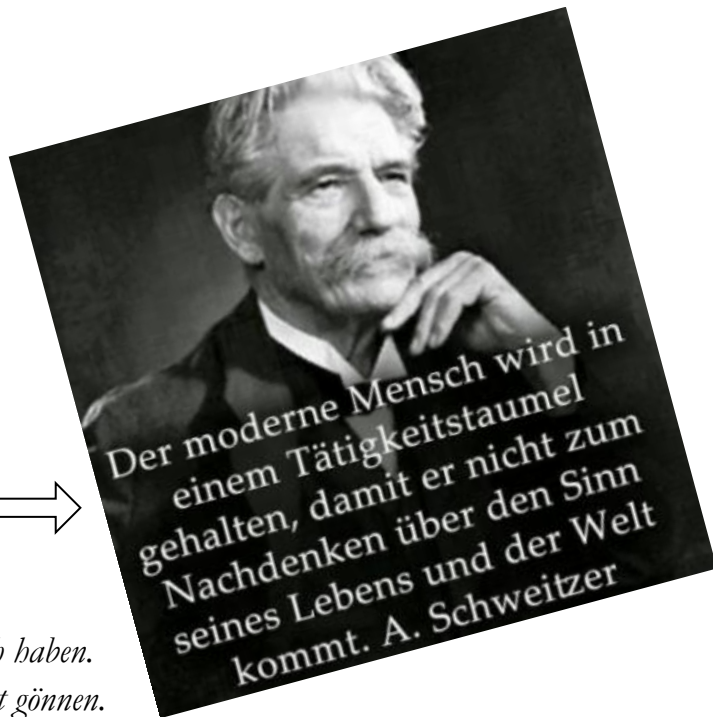 Der moderne Mensch wird in
einem Tätigkeitstaumel
gehalten, damit er nicht zum
Nachdenken über den Sinn
seines Lebens und der Welt
kommt. A. Schweitzer
haben.
gönnen.